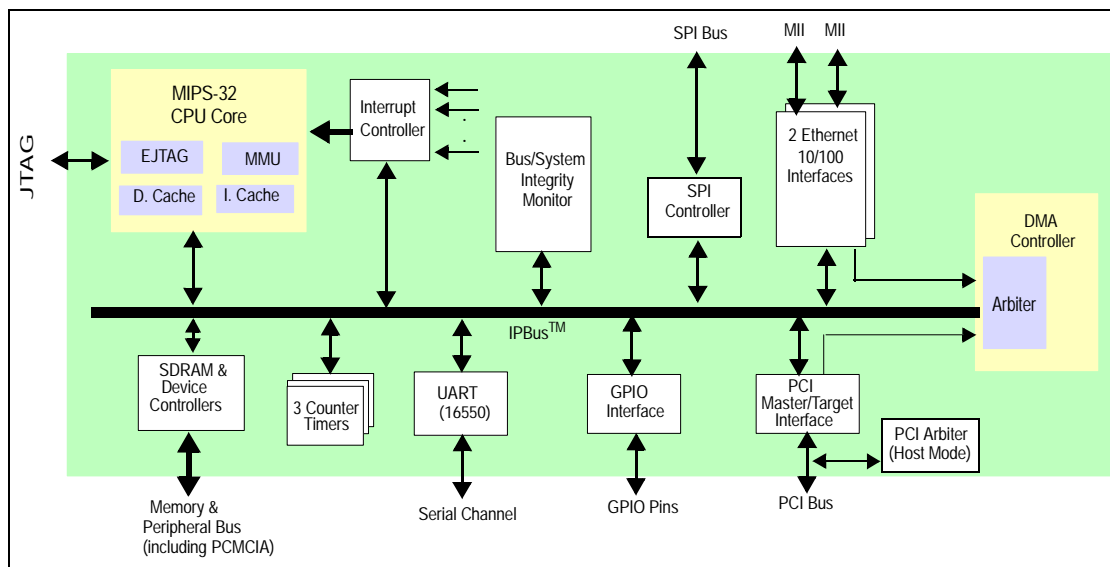 SPI Bus
MII
MII
MIPS-32
CPU Core
EJTAG
MMU
D. Cache
I. Cache
JTAG
Interrupt
Controller
.
.
Bus/System
Integrity
Monitor
SPI
Controller
2 Ethernet
10/100
Interfaces
DMA
Controller
Arbiter
IPBusTM
SDRAM &
Device
Controllers
3 Counter
Timers
UART
(16550)
GPIO
Interface
PCI
Master/Target
Interface
PCI Arbiter
(Host Mode)
Memory &
Peripheral Bus
(including PCMCIA)
Serial Channel
GPIO Pins
PCI Bus